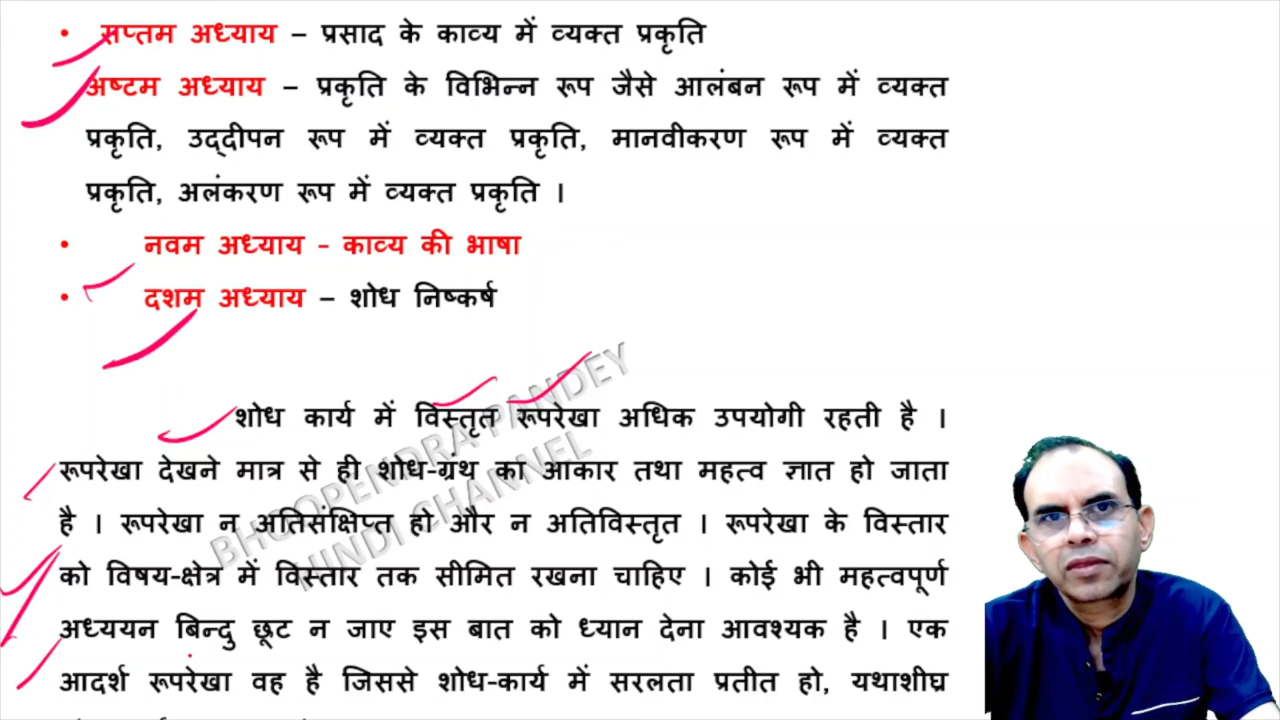 • सप्तम अध्याय – प्रसाद के काव्य में व्यक्त प्रकृति
अष्टम अध्याय – प्रकृति के विभिन्न रूप जैसे आलंबन रूप में व्यक्त
प्रकृति, उद्दीपन रूप में व्यक्त प्रकृति, मानवीकरण रूप में व्यक्त
प्रकृति, अलंकरण रूप में व्यक्त प्रकृति ।
• नवम अध्याय - काव्य की भाषा
• दशम अध्याय – शोध निष्कर्ष
शोध कार्य में विस्तृत रूपरेखा अधिक उपयोगी रहती है ।
रूपरेखा देखने मात्र से ही शोध-ग्रंथ का आकार तथा महत्व ज्ञात हो जाता
है । रूपरेखा न अतिसंक्षिप्त हो और न अतिविस्तृत । रूपरेखा के विस्तार
को विषय-क्षेत्र में विस्तार तक सीमित रखना चाहिए । कोई भी महत्वपूर्ण
अध्ययन बिन्दु छूट न जाए इस बात को ध्यान देना आवश्यक है । एक
आदर्श रूपरेखा वह है जिससे शोध-कार्य में सरलता प्रतीत हो, यथाशीघ्र
BHOOPENDRA PANDEY
HINDI CHANNEL